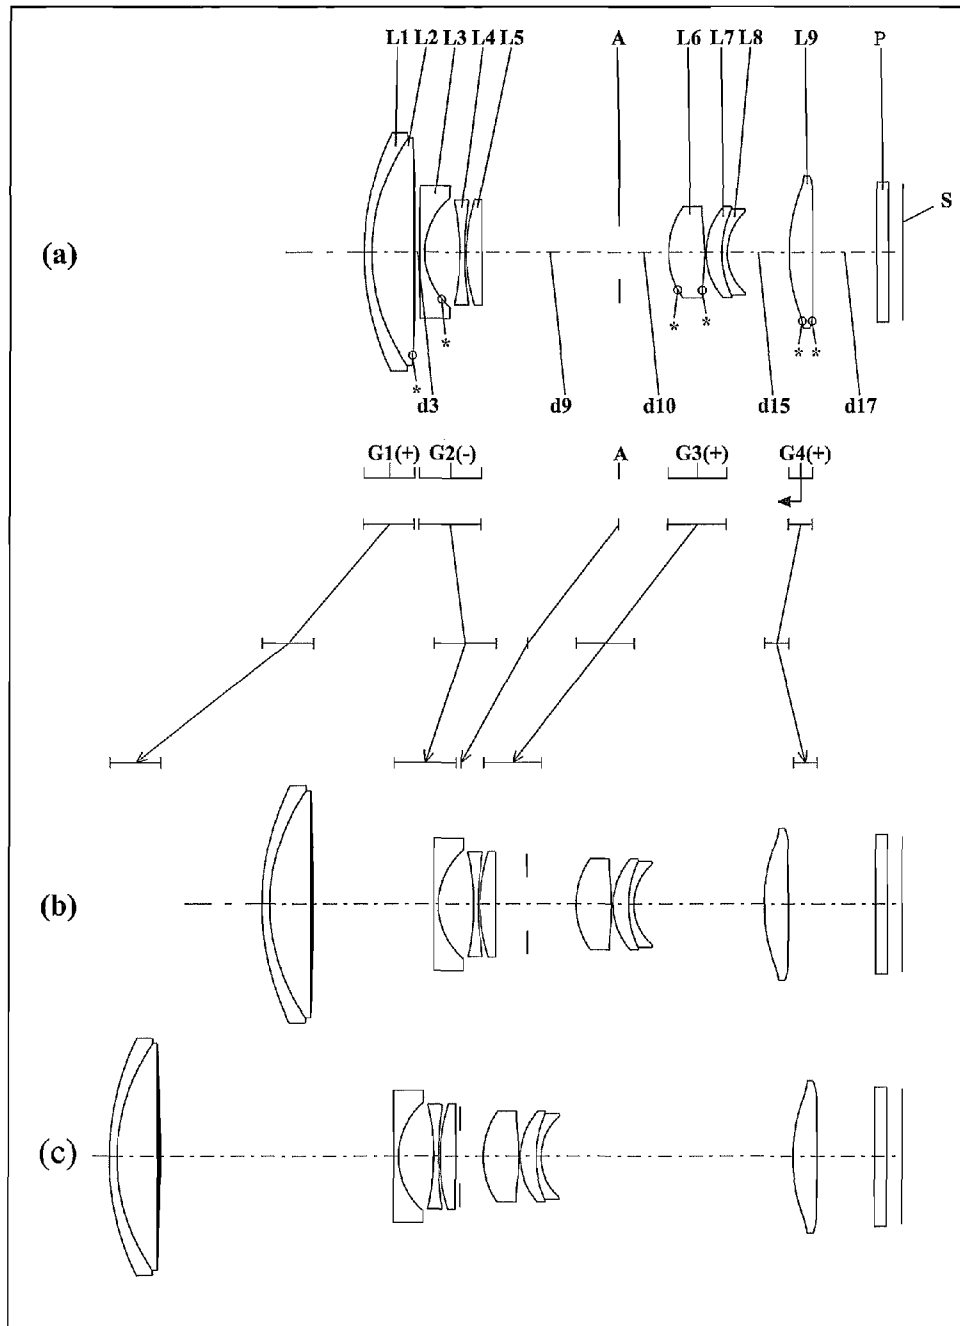 L1 L2 L3 L4 L5 A L6 L7 L8 L9 P
S
(a)
* * * * * *
d3 d9 d10 d15 d17
G1(+) G2(-) A G3(+) G4(+)
(b)
(c)